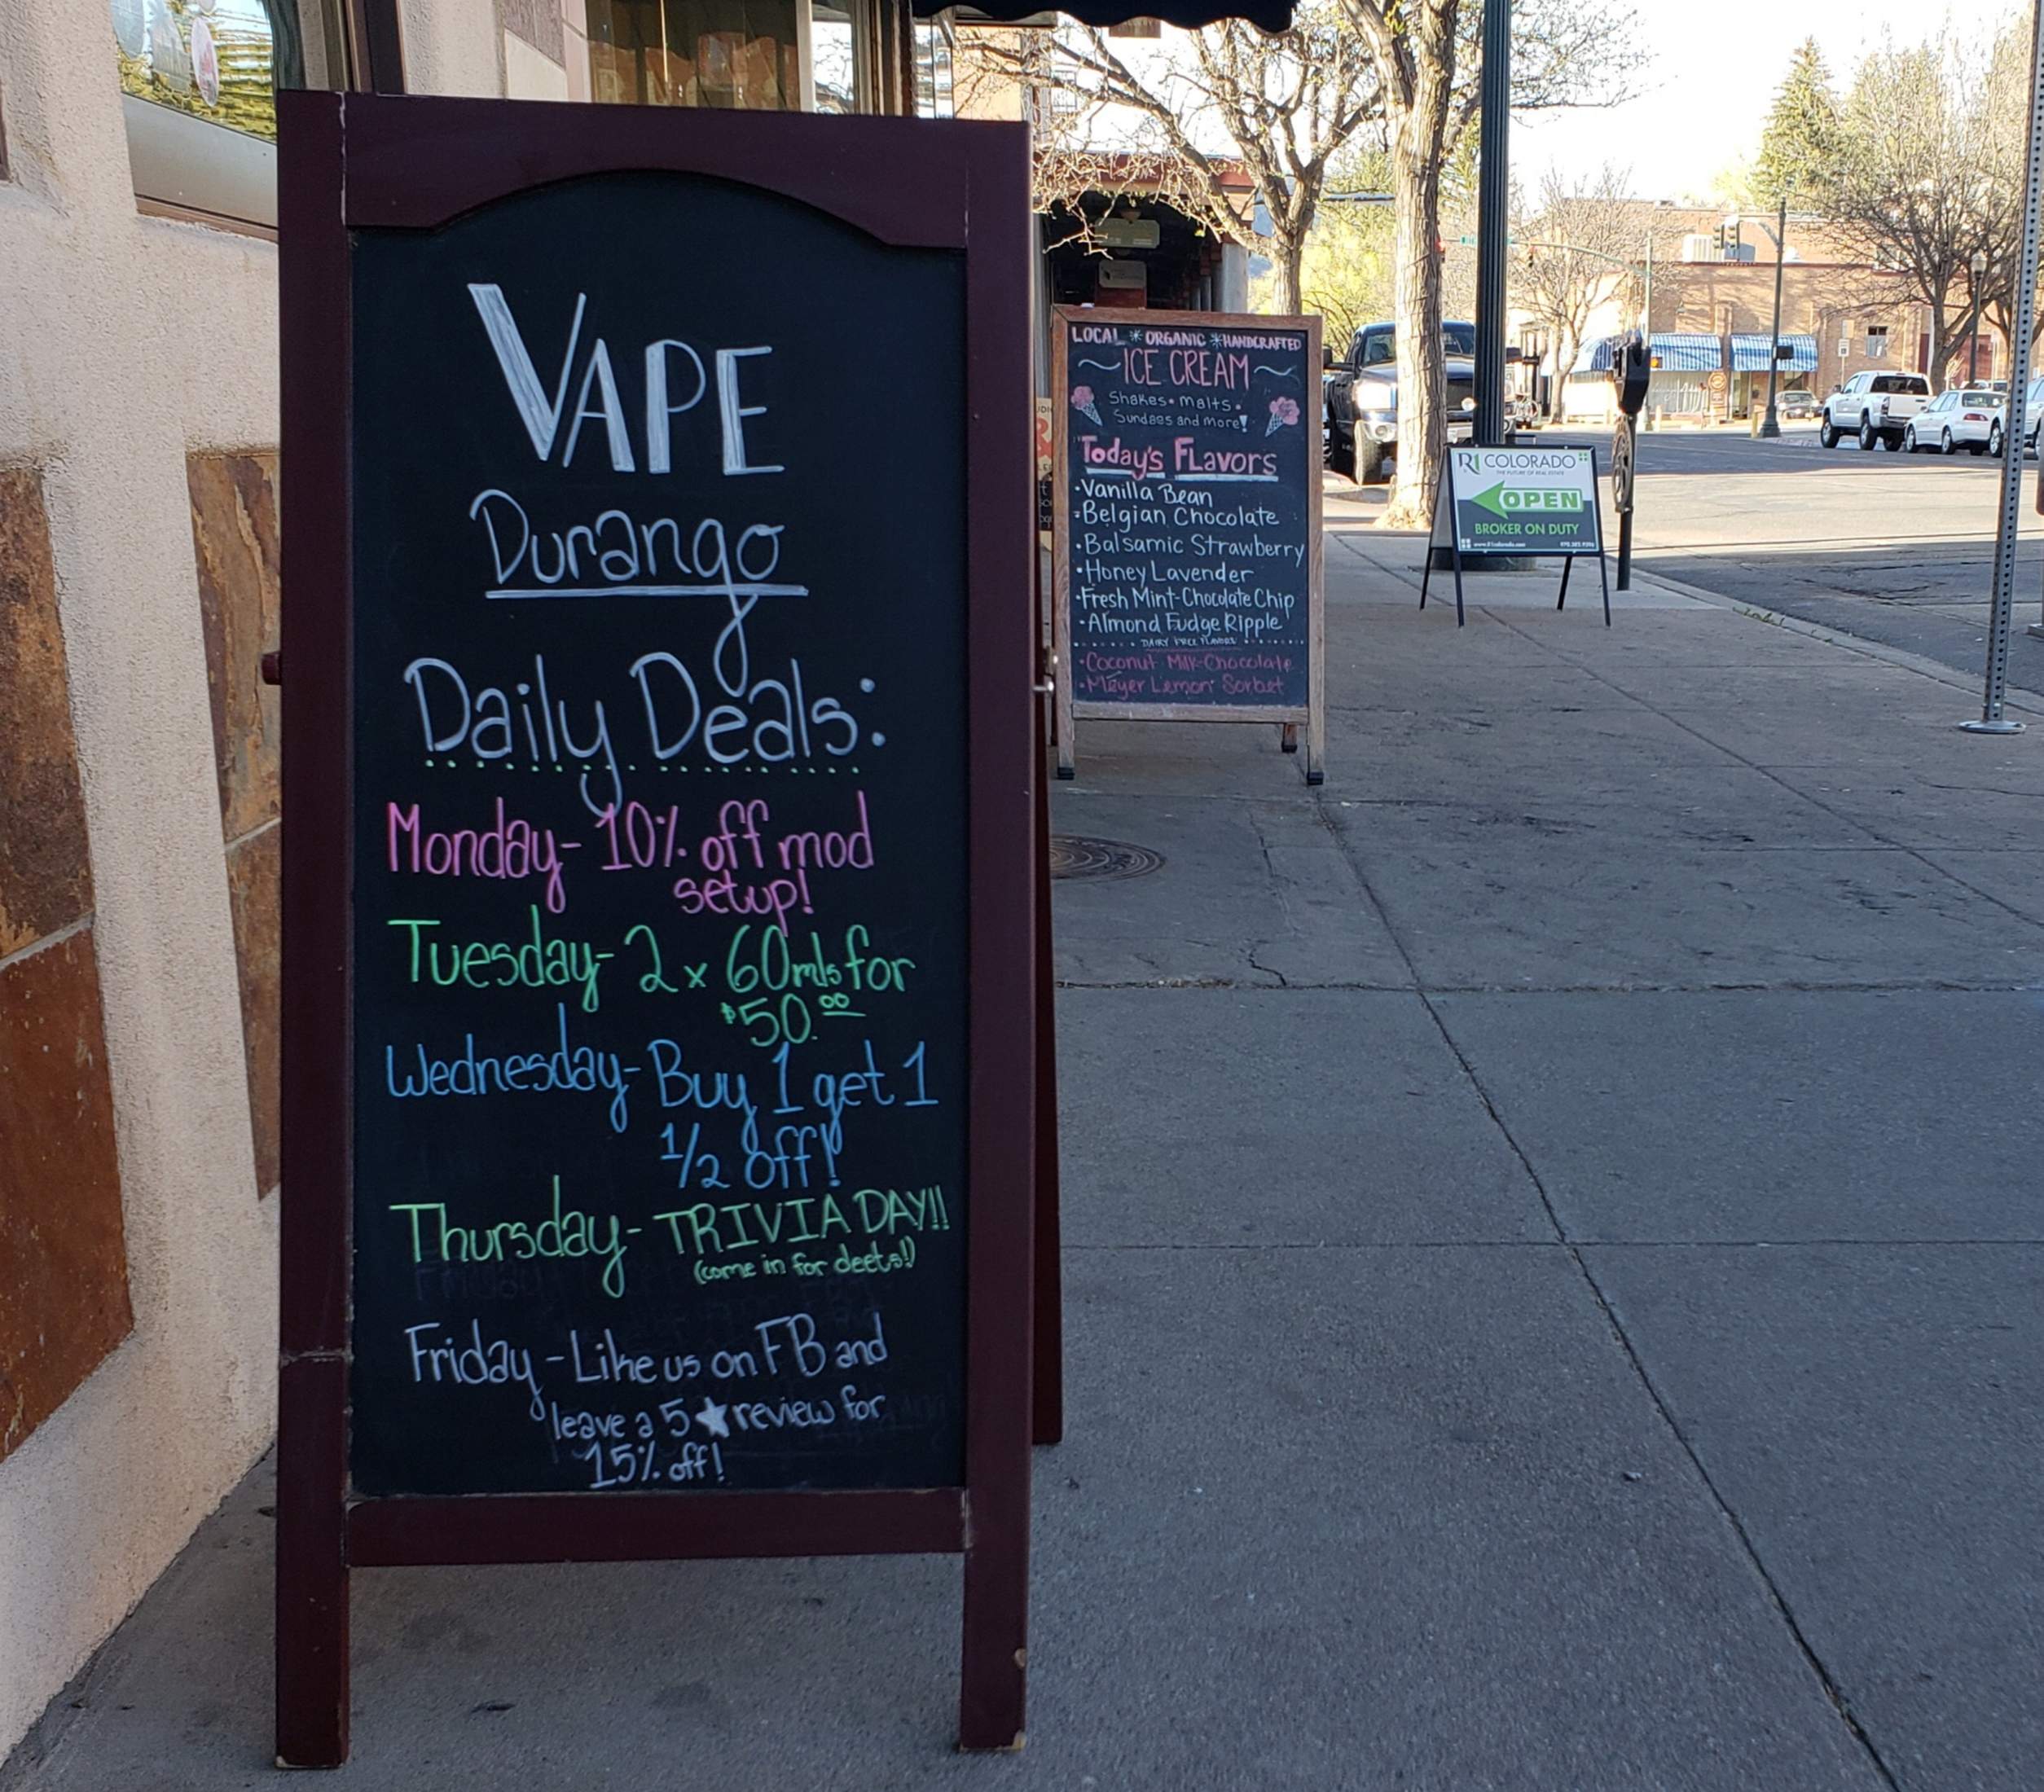 VAPE
Durango
Daily Deals:
Monday- 10% off mod
setup!
Tuesday- 2 x 60mls for
$50.00
Wednesday- Buy 1 get 1
1/2 off!
Thursday- TRIVIA DAY!!
(come in for deets!)
Friday - Like us on FB and
leave a 5 ★ review for
15% off!
LOCAL * ORGANIC * HANDCRAFTED
~ICE CREAM~
Shakes • malts •
Sundaes and more!
Today's Flavors
• Vanilla Bean
• Belgian Chocolate
• Balsamic Strawberry
• Honey Lavender
• Fresh Mint-Chocolate Chip
• Almond Fudge Ripple
DAIRY FREE FLAVORS
• Coconut Milk-Chocolate
• Meyer Lemon Sorbet
R1 COLORADO
THE FUTURE OF REAL ESTATE
OPEN
BROKER ON DUTY
www.R1colorado.com